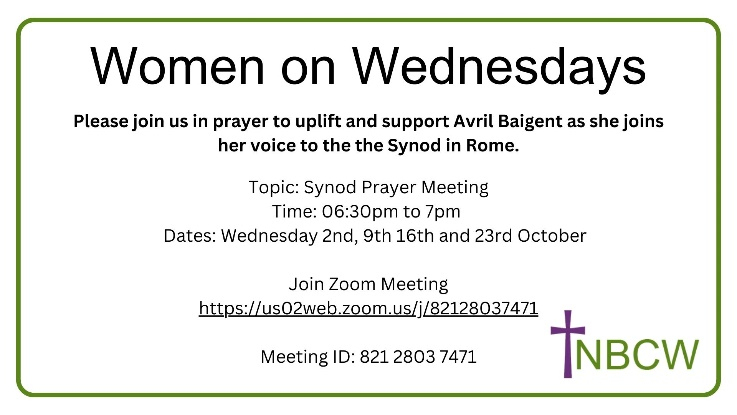 Women on Wednesdays
Please join us in prayer to uplift and support Avril Baigent as she joins
her voice to the the Synod in Rome.
Topic: Synod Prayer Meeting
Time: 06:30pm to 7pm
Dates: Wednesday 2nd, 9th 16th and 23rd October
Join Zoom Meeting
https://us02web.zoom.us/j/82128037471
Meeting ID: 821 2803 7471
NBCW